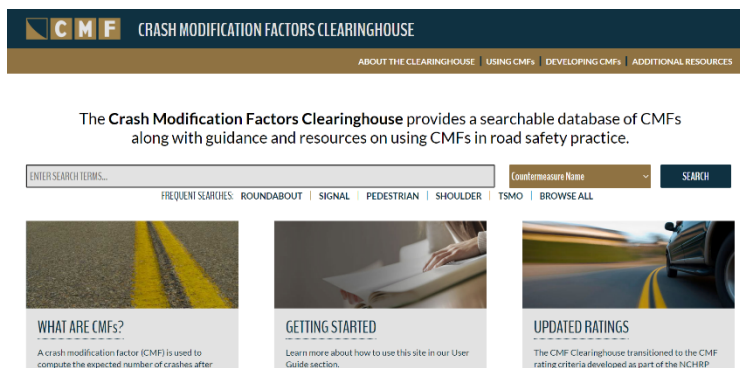 CMF CRASH MODIFICATION FACTORS CLEARINGHOUSE
ABOUT THE CLEARINGHOUSE | USING CMFs | DEVELOPING CMFs | ADDITIONAL RESOURCES
The Crash Modification Factors Clearinghouse provides a searchable database of CMFs
along with guidance and resources on using CMFs in road safety practice.
ENTER SEARCH TERMS... Countermeasure Name SEARCH
FREQUENT SEARCHES: ROUNDABOUT | SIGNAL | PEDESTRIAN | SHOULDER | TSMO | BROWSE ALL
WHAT ARE CMFs?
A crash modification factor (CMF) is used to
compute the expected number of crashes after
GETTING STARTED
Learn more about how to use this site in our User
Guide section.
UPDATED RATINGS
The CMF Clearinghouse transitioned to the CMF
rating criteria developed as part of the NCHRP